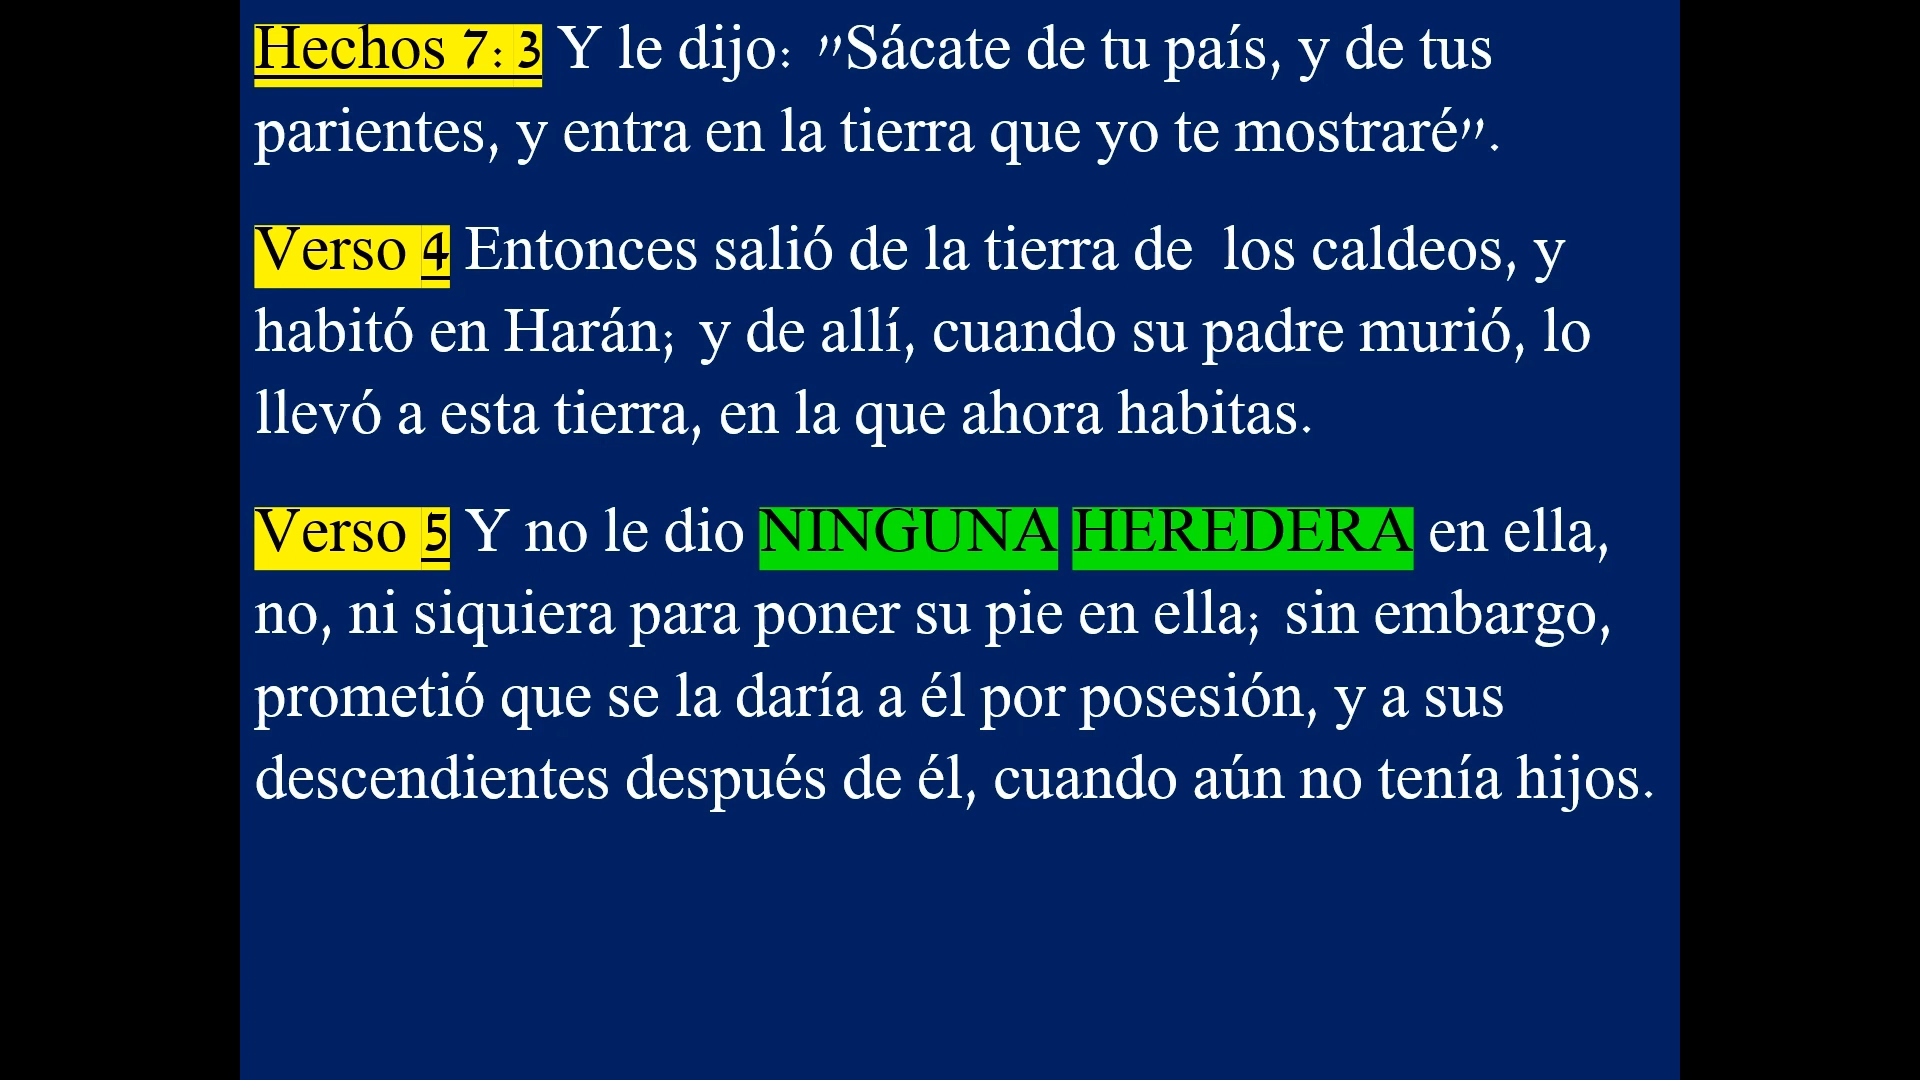 Hechos 7: 3 Y le dijo: "Sácate de tu país, y de tus
parientes, y entra en la tierra que yo te mostraré".
Verso 4 Entonces salió de la tierra de los caldeos, y
habitó en Harán; y de allí, cuando su padre murió, lo
llevó a esta tierra, en la que ahora habitas.
Verso 5 Y no le dio NINGUNA HEREDERA en ella,
no, ni siquiera para poner su pie en ella; sin embargo,
prometió que se la daría a él por posesión, y a sus
descendientes después de él, cuando aún no tenía hijos.